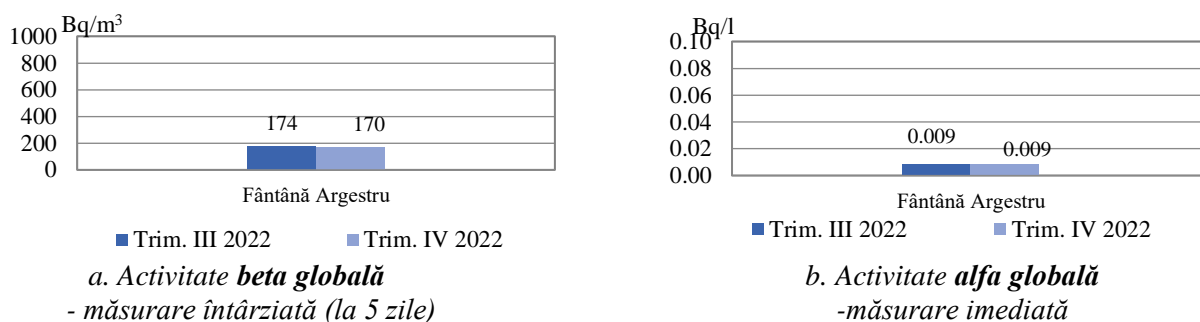 Bq/m³
1000
800
600
400
200
0
174 170
Fântână Argestru
Trim. III 2022 Trim. IV 2022
a. Activitate beta globală
- măsurare întârziată (la 5 zile)
Bq/l
0.10
0.08
0.06
0.04
0.02
0.00
0.009 0.009
Fântână Argestru
Trim. III 2022 Trim. IV 2022
b. Activitate alfa globală
-măsurare imediată